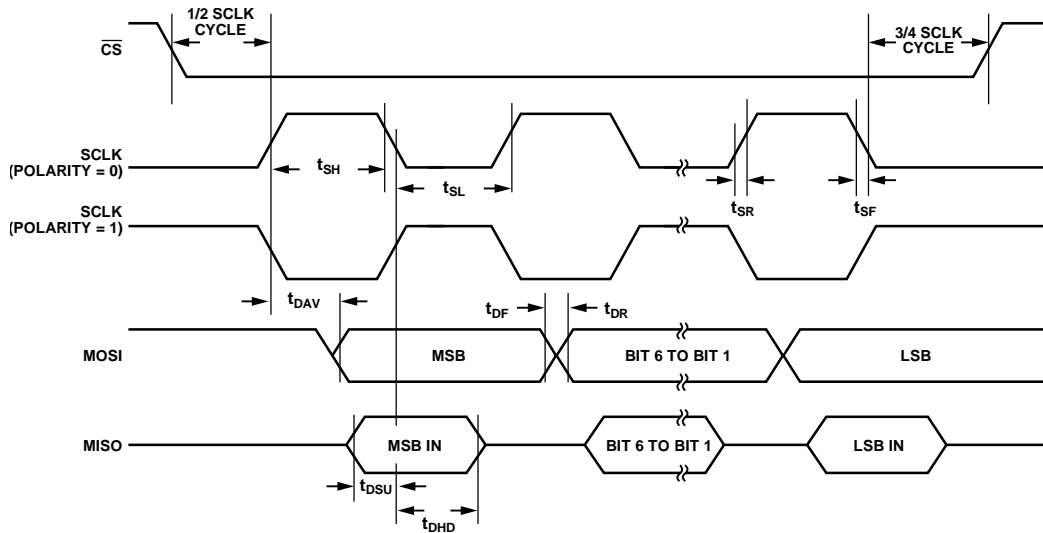 1/2 SCLK
CYCLE
3/4 SCLK
CYCLE
CS
SCLK
(POLARITY = 0)
tSH
tSL
tSR
tSF
SCLK
(POLARITY = 1)
tDAV
tDF
tDR
MOSI
MSB
BIT 6 TO BIT 1
LSB
MISO
MSB IN
BIT 6 TO BIT 1
LSB IN
tDSU
tDHD